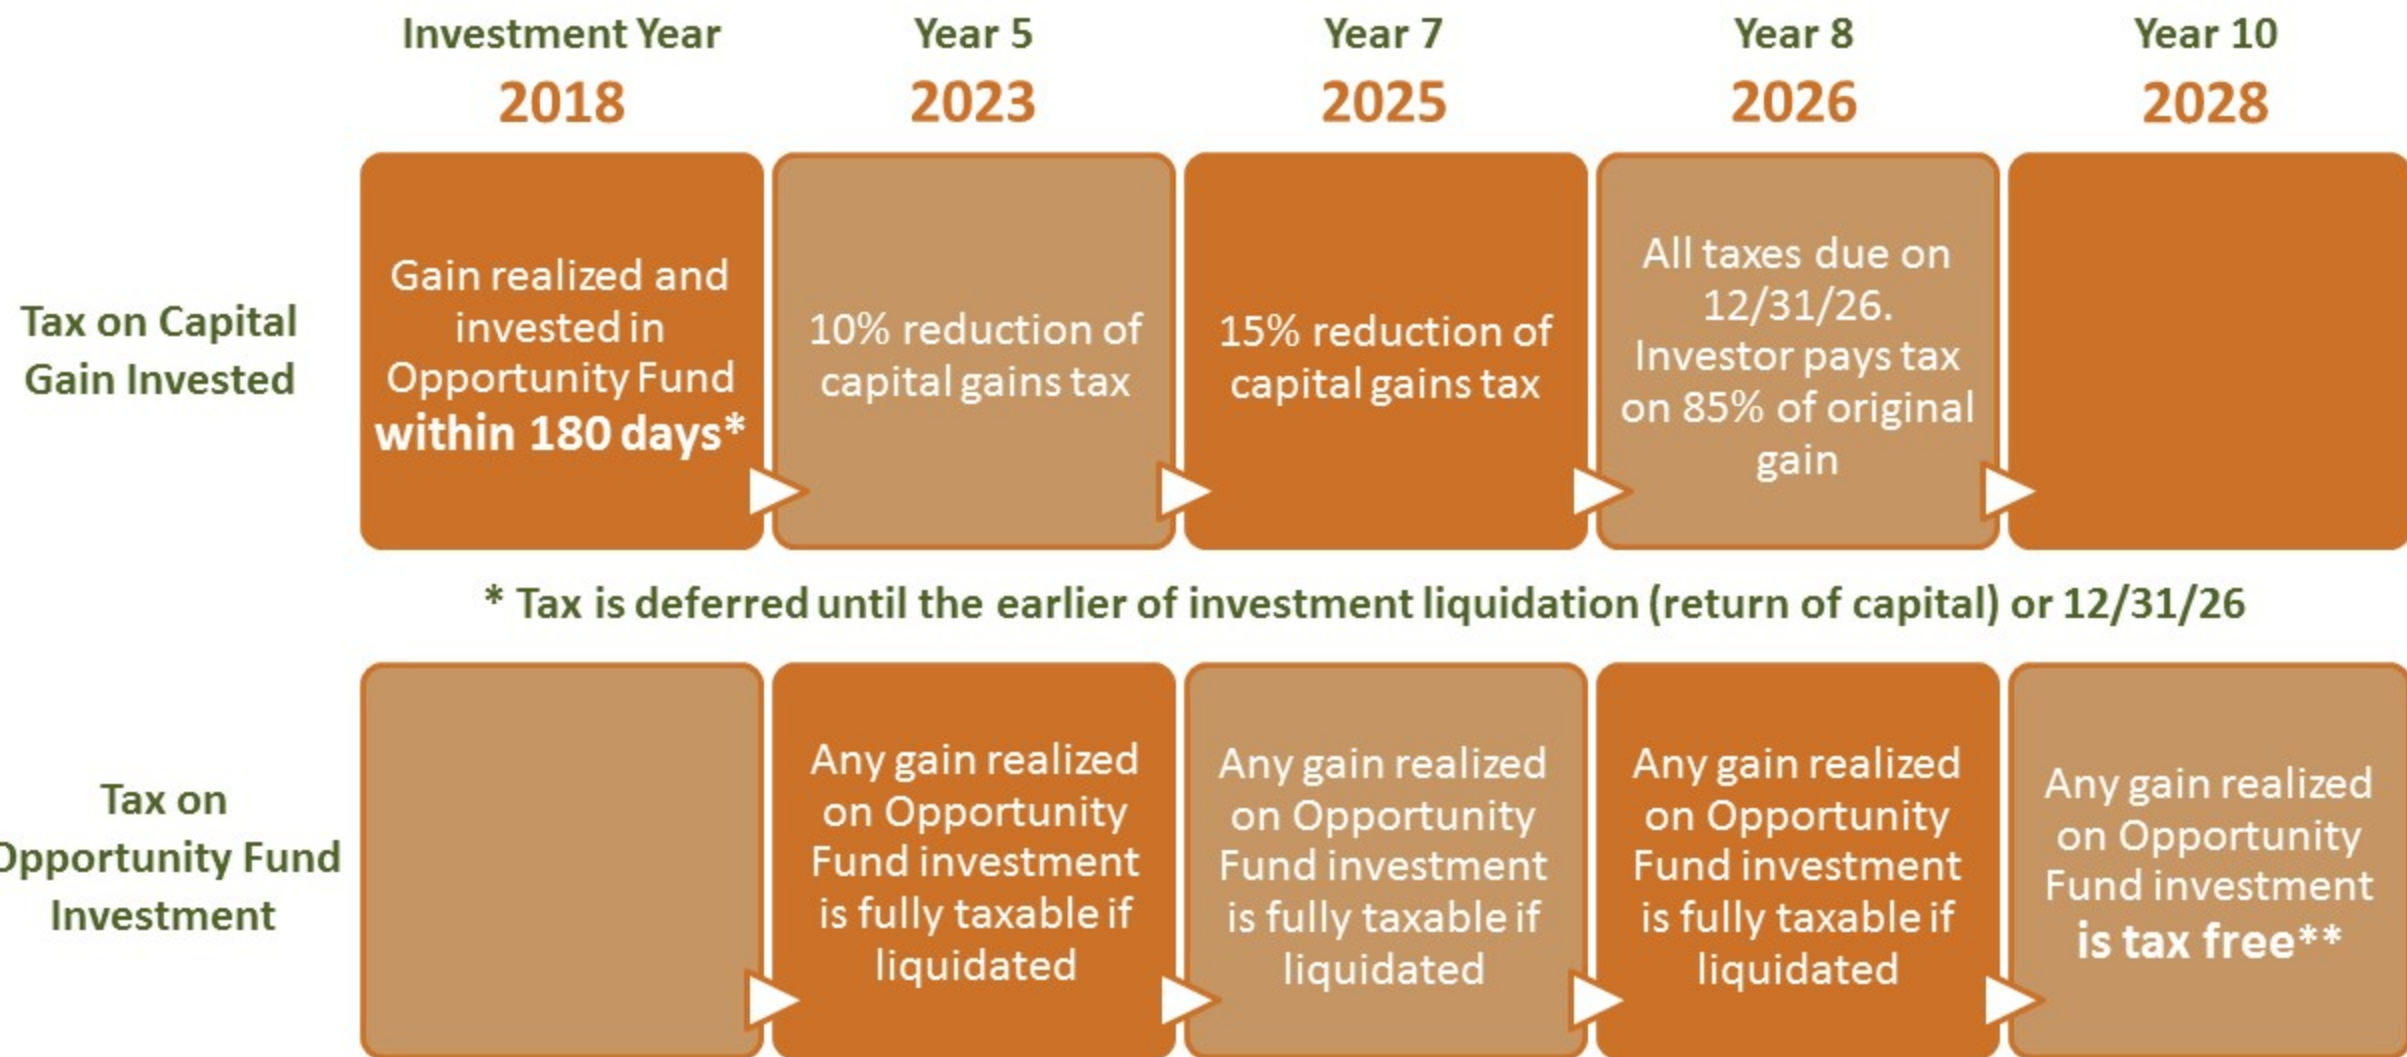 Investment Year
2018
Year 5
2023
Year 7
2025
Year 8
2026
Year 10
2028
Tax on Capital
Gain Invested
Gain realized and
invested in
Opportunity Fund
within 180 days*
10% reduction of
capital gains tax
15% reduction of
capital gains tax
All taxes due on
12/31/26.
Investor pays tax
on 85% of original
gain
* Tax is deferred until the earlier of investment liquidation (return of capital) or 12/31/26
Tax on
Opportunity Fund
Investment
Any gain realized
on Opportunity
Fund investment
is fully taxable if
liquidated
Any gain realized
on Opportunity
Fund investment
is fully taxable if
liquidated
Any gain realized
on Opportunity
Fund investment
is fully taxable if
liquidated
Any gain realized
on Opportunity
Fund investment
is tax free**